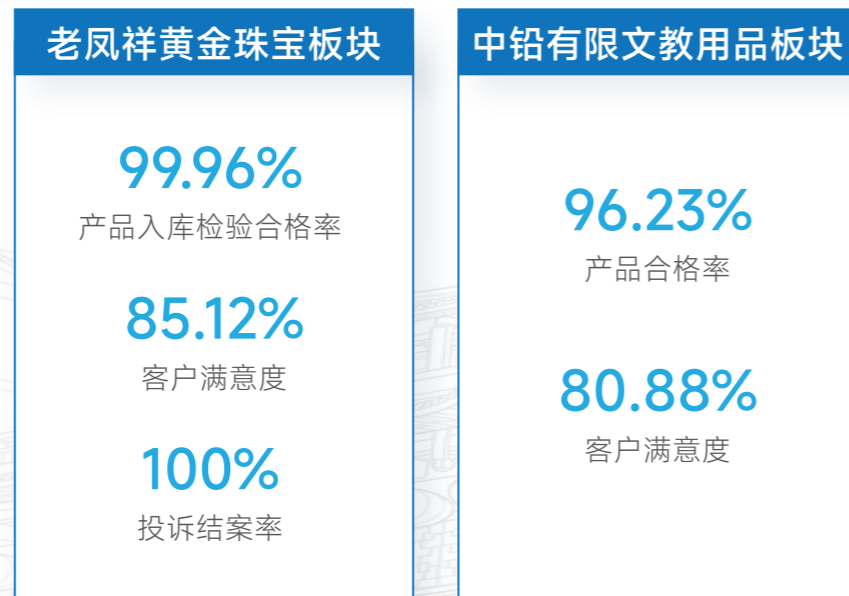 老凤祥黄金珠宝板块
99.96%
产品入库检验合格率
85.12%
客户满意度
100%
投诉结案率
中铅有限文教用品板块
96.23%
产品合格率
80.88%
客户满意度